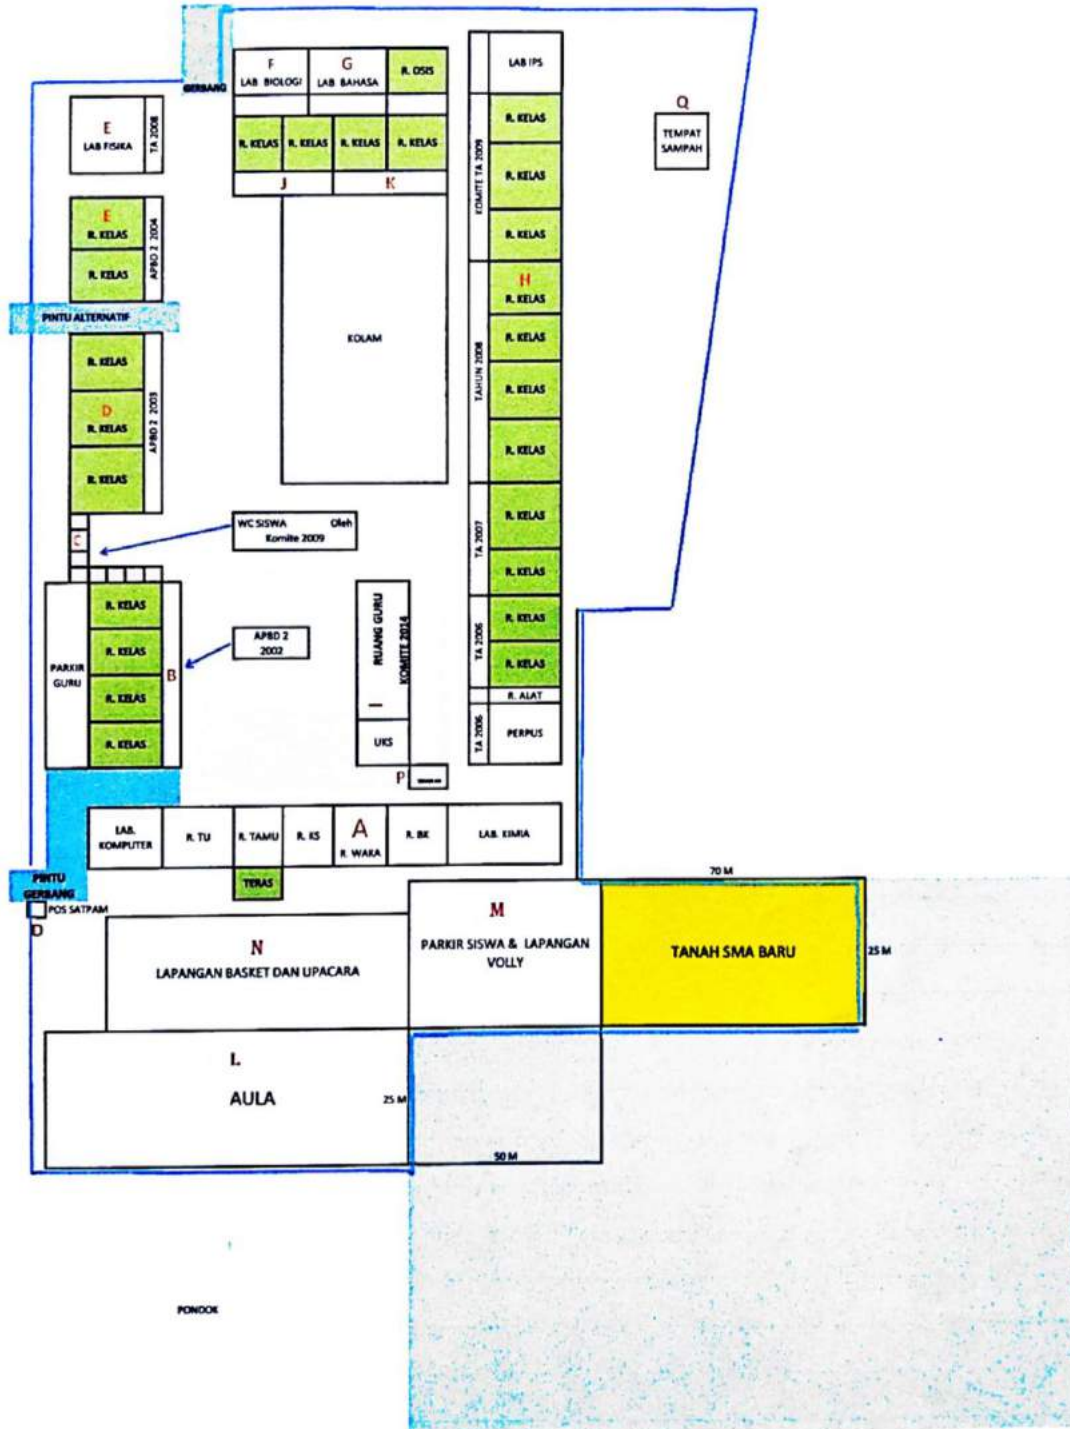 GERBANG
F
LAB BIOLOGI
G
LAB BAHASA
R. OSIS
LAB IPS
E
LAB FISIKA
TA 2008
R. KELAS
R. KELAS
R. KELAS
R. KELAS
J
K
KOMITE TA 2009
R. KELAS
R. KELAS
R. KELAS
Q
TEMPAT
SAMPAH
E
R. KELAS
R. KELAS
APBD 2 2004
PINTU ALTERNATIF
KOLAM
TAHUN 2008
H
R. KELAS
R. KELAS
R. KELAS
R. KELAS
R. KELAS
D
R. KELAS
R. KELAS
APBD 2 2003
C
WC SISWA Oleh
Komite 2009
TA 2007
R. KELAS
R. KELAS
PARKIR
GURU
R. KELAS
R. KELAS
R. KELAS
R. KELAS
B
APBD 2
2002
RUANG GURU
KOMITE 2014
I
UKS
P
TA 2006
R. KELAS
R. KELAS
R. ALAT
TA 2006
PERPUS
LAB.
KOMPUTER
R. TU
R. TAMU
R. KS
A
R. WAKA
R. BK
LAB. KIMIA
TERAS
PINTU
GERBANG
POS SATPAM
D
N
LAPANGAN BASKET DAN UPACARA
M
PARKIR SISWA & LAPANGAN
VOLLY
70 M
TANAH SMA BARU
25 M
L
AULA
25 M
50 M
PONDOK